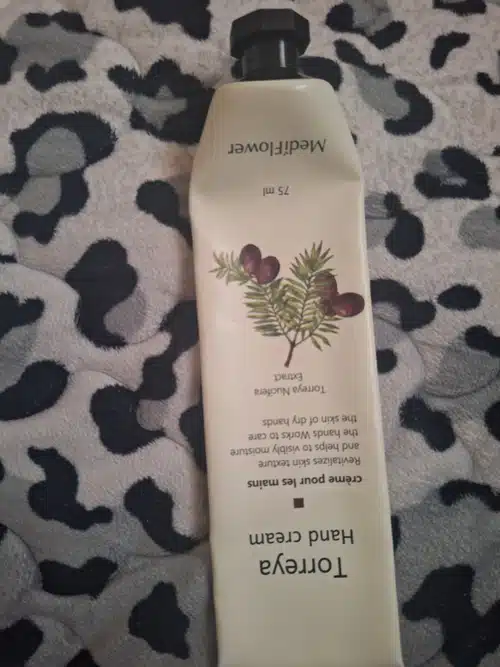 Torreya
Hand cream
crème pour les mains
Revitalizes skin texture
and helps to visibly moisture
the hands Works to care
the skin of dry hands
Torreya Nucifera
Extract
75 ml
MediFlower